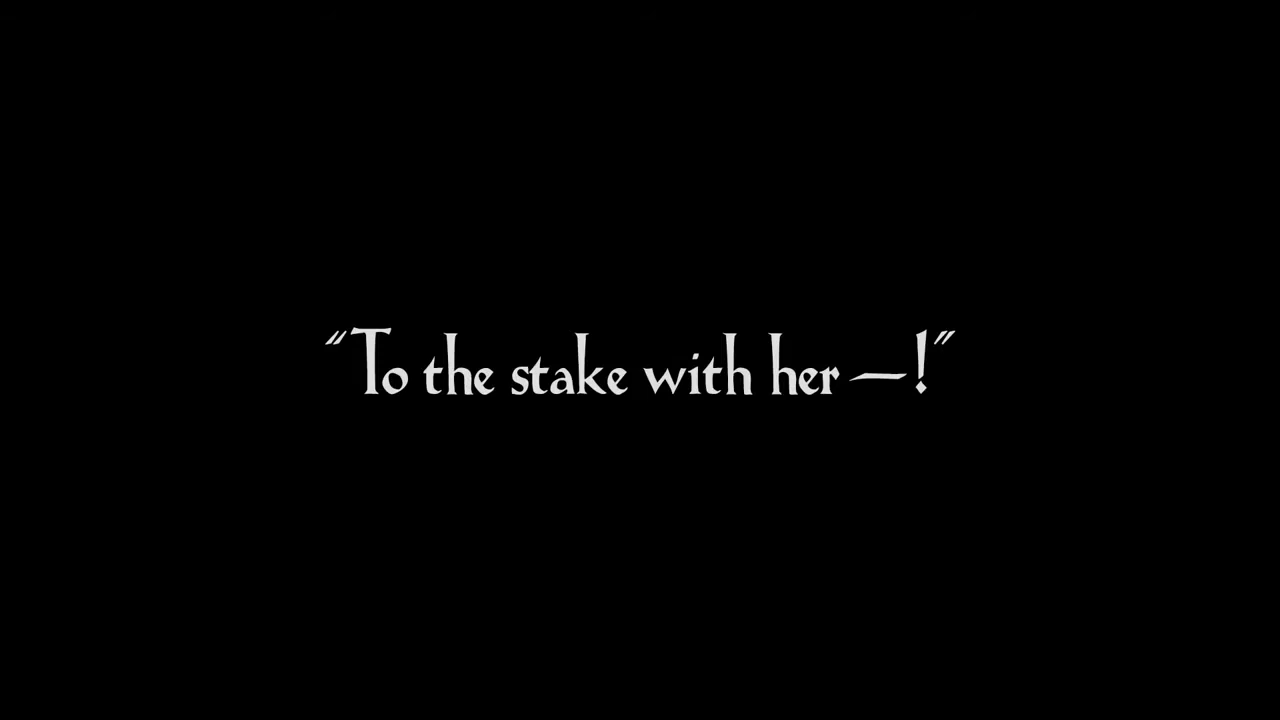 “To the stake with her —!”